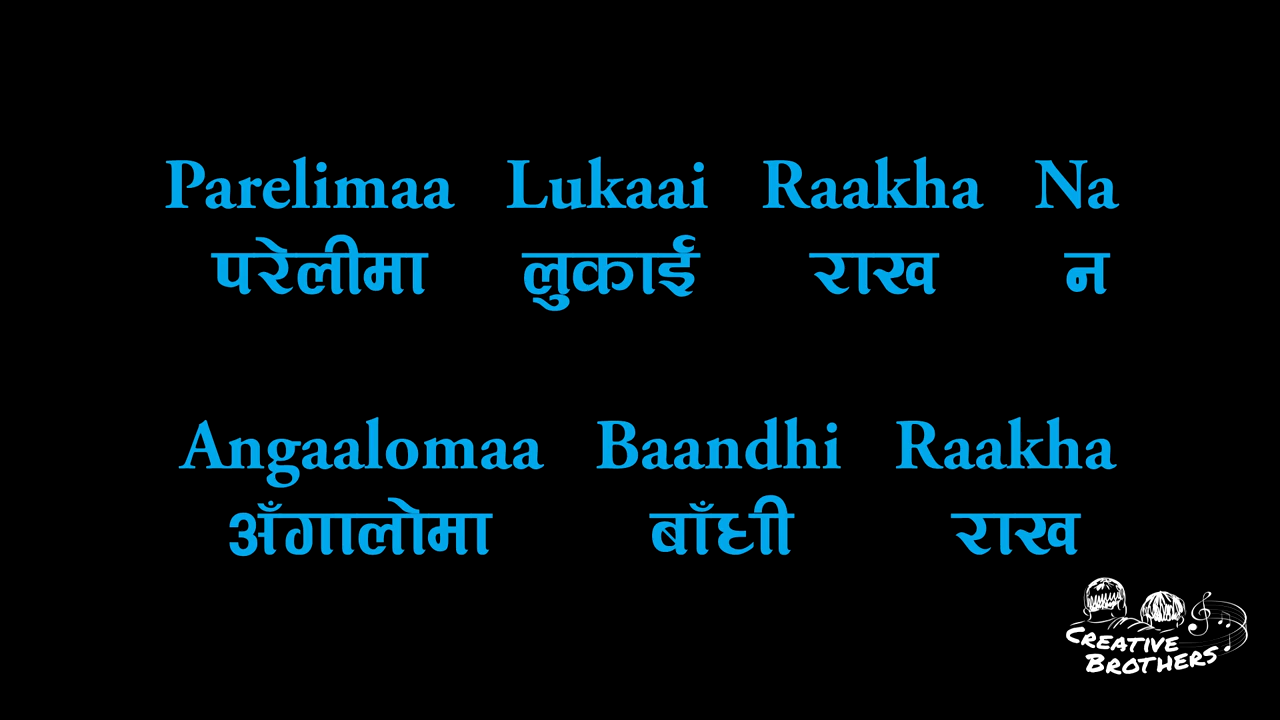 Parelimaa Lukaai Raakha Na
परेलीमा लुकाई राख न
Angaalomaa Baandhi Raakha
अँगालोमा बाँधी राख
CREATIVE
BROTHERS